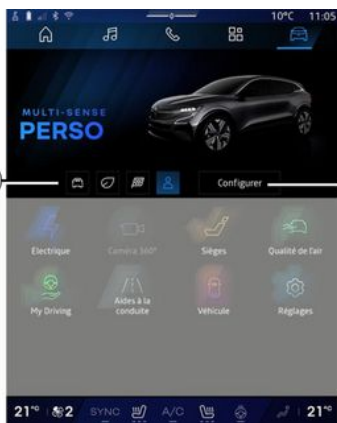 10°C 11:05
MULTI-SENSE
PERSO
Configurer
Electrique Caméra 360° Sièges Qualité de l'air
My Driving Aides à la conduite Véhicule Réglages
21°° 2 SYNC A/C 21°°